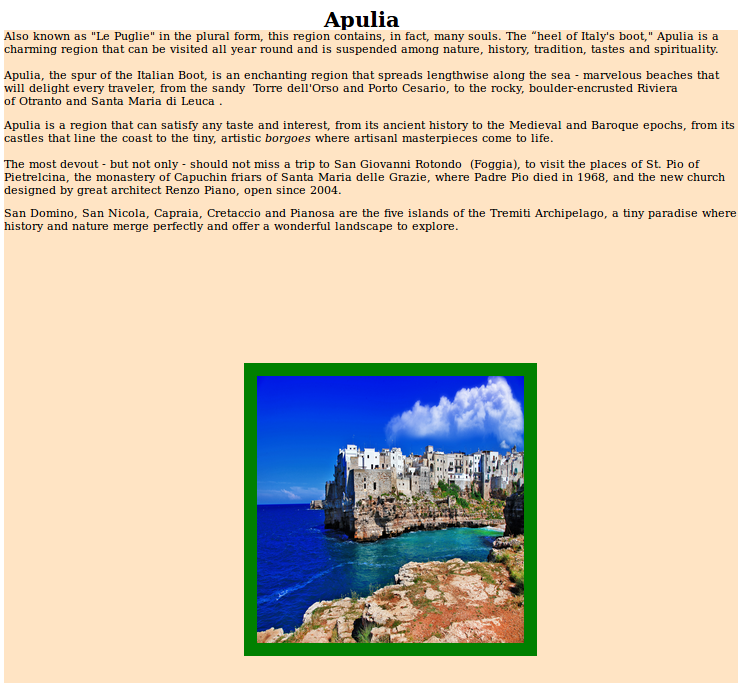 Apulia
Also known as "Le Puglie" in the plural form, this region contains, in fact, many souls. The “heel of Italy's boot," Apulia is a
charming region that can be visited all year round and is suspended among nature, history, tradition, tastes and spirituality.
Apulia, the spur of the Italian Boot, is an enchanting region that spreads lengthwise along the sea - marvelous beaches that
will delight every traveler, from the sandy  Torre dell'Orso and Porto Cesario, to the rocky, boulder-encrusted Riviera
of Otranto and Santa Maria di Leuca .
Apulia is a region that can satisfy any taste and interest, from its ancient history to the Medieval and Baroque epochs, from its
castles that line the coast to the tiny, artistic borgoes where artisanl masterpieces come to life.
The most devout - but not only - should not miss a trip to San Giovanni Rotondo  (Foggia), to visit the places of St. Pio of
Pietrelcina, the monastery of Capuchin friars of Santa Maria delle Grazie, where Padre Pio died in 1968, and the new church
designed by great architect Renzo Piano, open since 2004.
San Domino, San Nicola, Capraia, Cretaccio and Pianosa are the five islands of the Tremiti Archipelago, a tiny paradise where
history and nature merge perfectly and offer a wonderful landscape to explore.